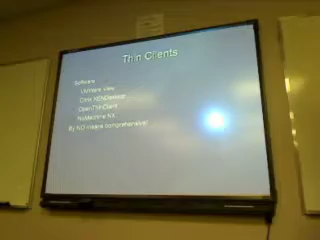 Thin Clients
Software
VMWare View
Citrix XENDesktop
OpenThinClient
NoMachine NX
By NO means comprehensive!